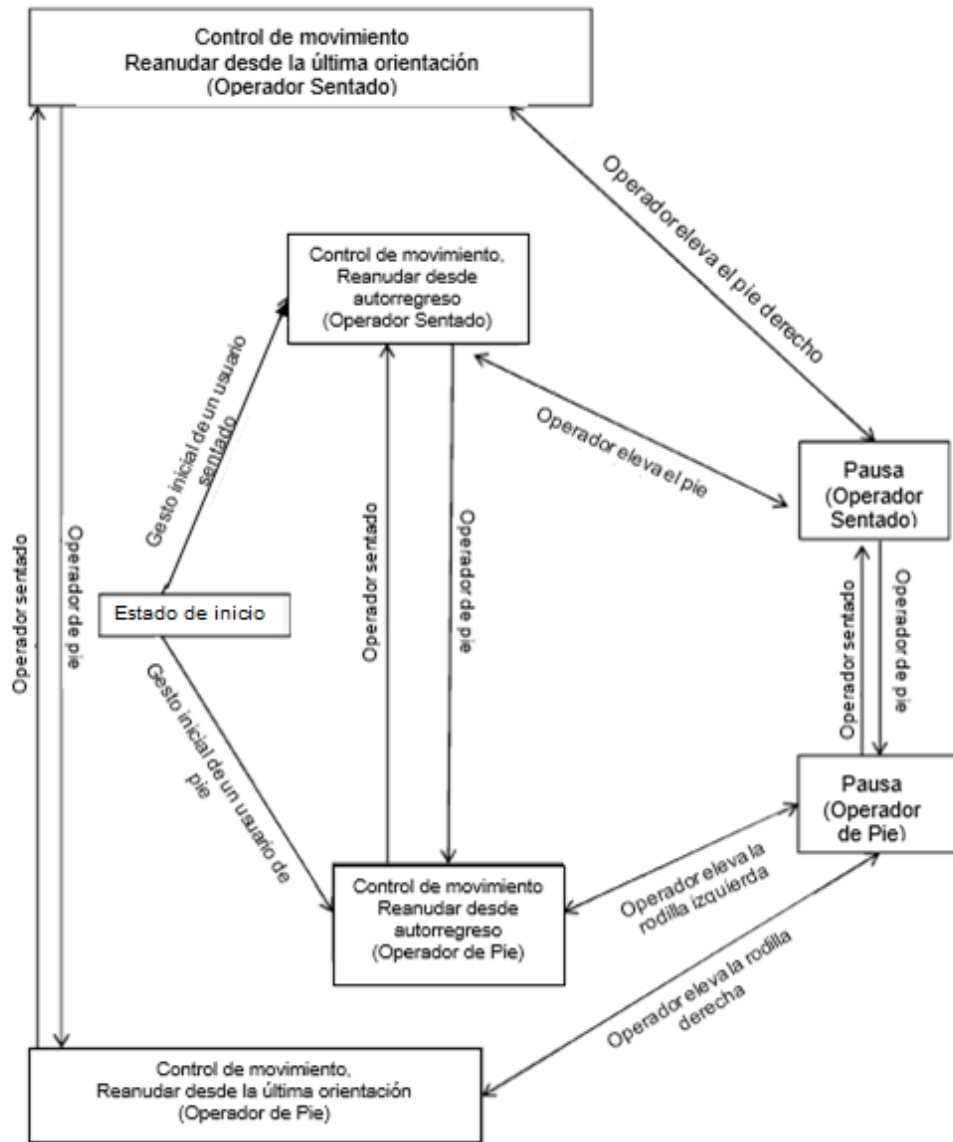 Control de movimiento
Reanudar desde la última orientación
(Operador Sentado)
Operador eleva el pie derecho
Control de movimiento,
Reanudar desde
autorregreso
(Operador Sentado)
Gesto inicial de un usuario
sentado
Operador eleva el pie
Pausa
(Operador
Sentado)
Operador sentado
Operador de pie
Estado de inicio
Operador sentado
Operador de pie
Operador sentado
Operador de pie
Gesto inicial de un usuario de
pie
Pausa
(Operador
de Pie)
Control de movimiento
Reanudar desde
autorregreso
(Operador de Pie)
Operador eleva la
rodilla izquierda
Operador eleva la rodilla
derecha
Control de movimiento,
Reanudar desde la última orientación
(Operador de Pie)